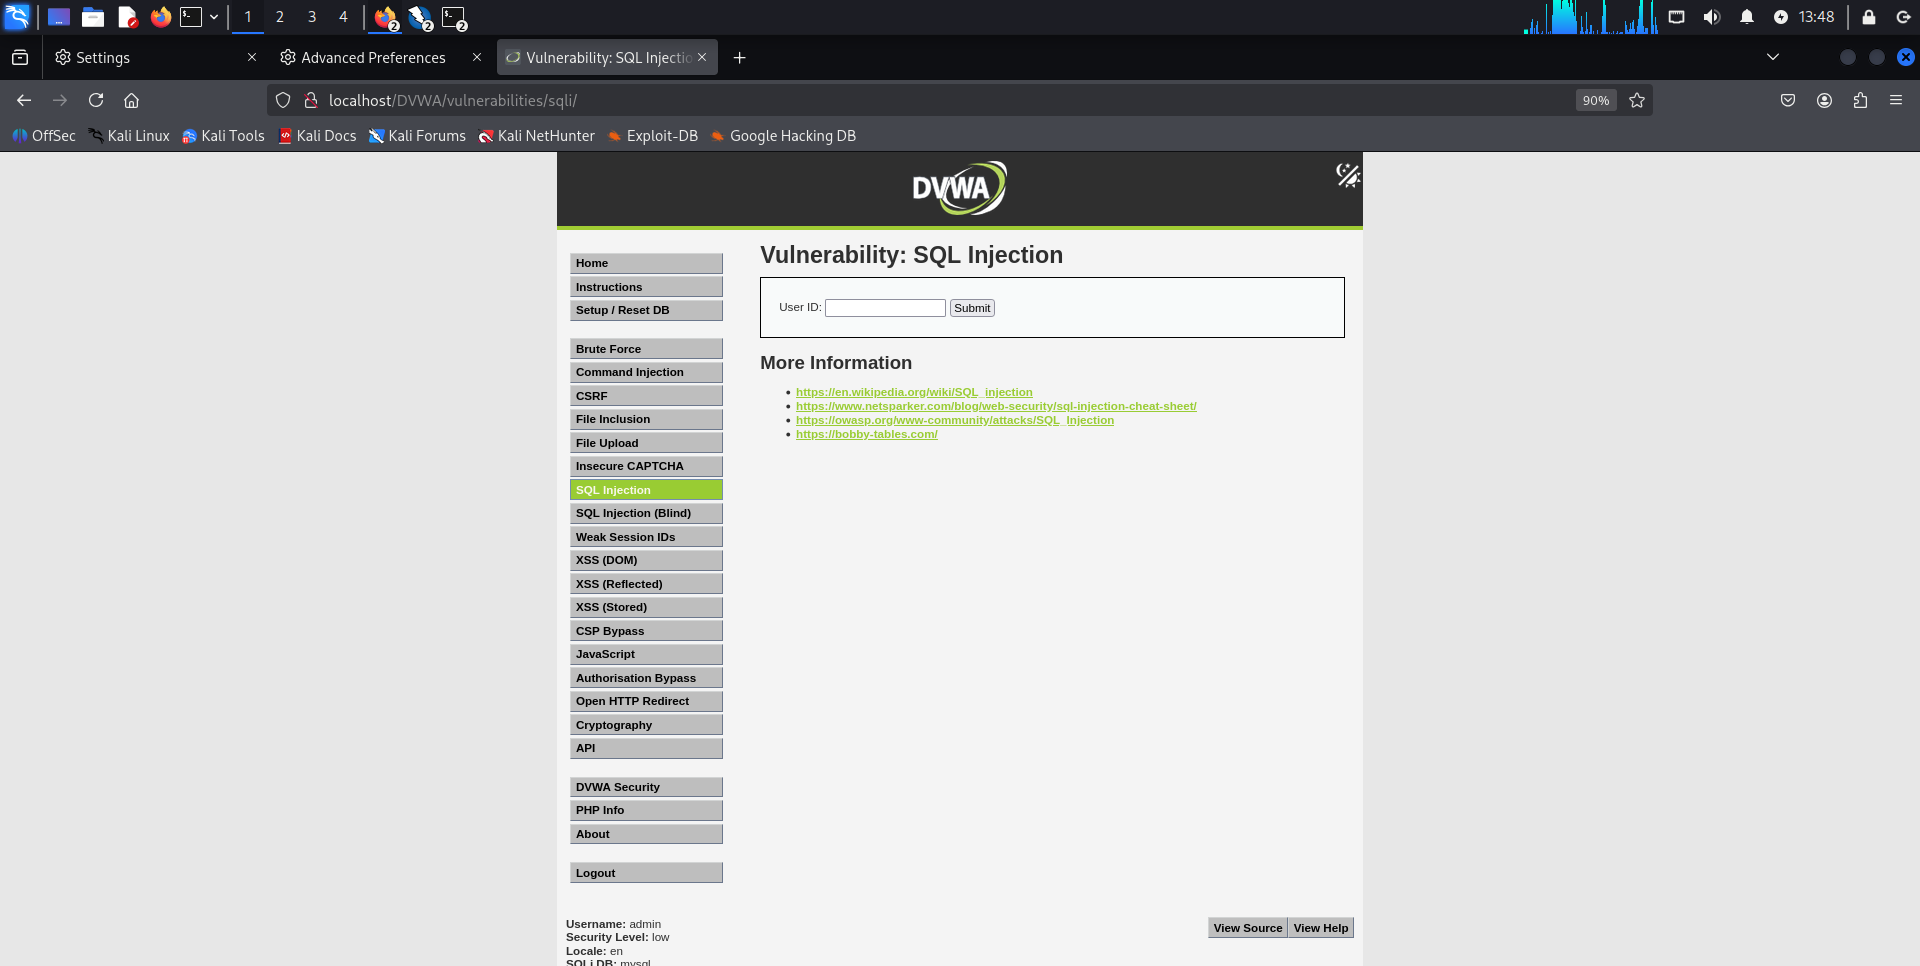 1 2 3 4 2 2 2 13:48
Settings Advanced Preferences Vulnerability: SQL Injectio
localhost/DVWA/vulnerabilities/sqli/ 90%
OffSec Kali Linux Kali Tools Kali Docs Kali Forums Kali NetHunter Exploit-DB Google Hacking DB
DVWA
Vulnerability: SQL Injection
User ID: Submit
More Information
https://en.wikipedia.org/wiki/SQL_injection
https://www.netsparker.com/blog/web-security/sql-injection-cheat-sheet/
https://owasp.org/www-community/attacks/SQL_Injection
https://bobby-tables.com/
Home
Instructions
Setup / Reset DB
Brute Force
Command Injection
CSRF
File Inclusion
File Upload
Insecure CAPTCHA
SQL Injection
SQL Injection (Blind)
Weak Session IDs
XSS (DOM)
XSS (Reflected)
XSS (Stored)
CSP Bypass
JavaScript
Authorisation Bypass
Open HTTP Redirect
Cryptography
API
DVWA Security
PHP Info
About
Logout
Username: admin
Security Level: low
Locale: en
SQLi DB: mysql
View Source View Help